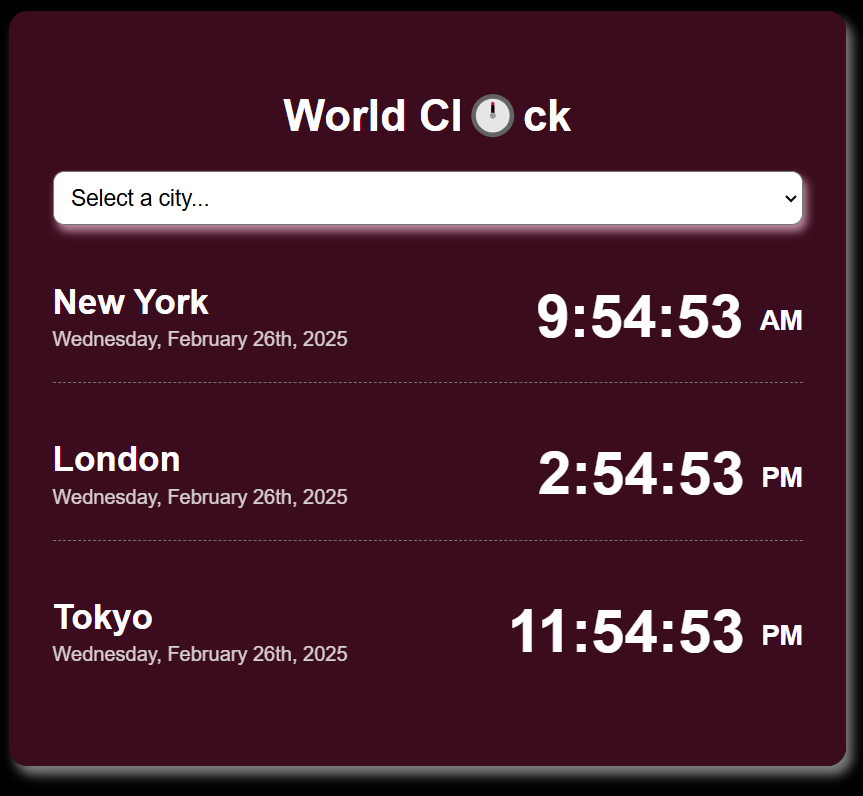 World Cl🕛ck
Select a city...
New York
9:54:53 AM
Wednesday, February 26th, 2025
London
2:54:53 PM
Wednesday, February 26th, 2025
Tokyo
11:54:53 PM
Wednesday, February 26th, 2025